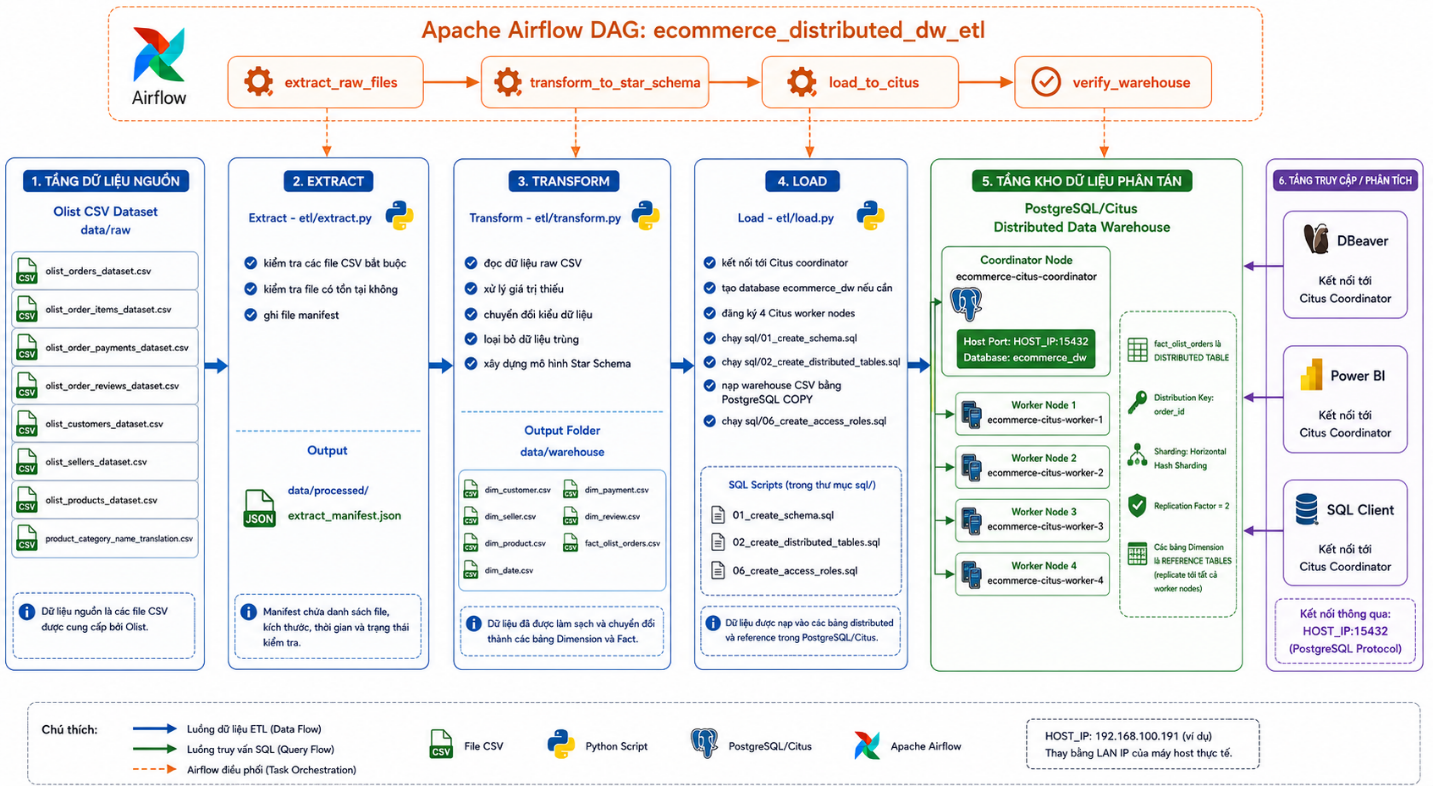 Apache Airflow DAG: ecommerce_distributed_dw_etl
Airflow
extract_raw_files
transform_to_star_schema
load_to_citus
verify_warehouse
1. TẦNG DỮ LIỆU NGUỒN
Olist CSV Dataset
data/raw
CSV
olist_orders_dataset.csv
CSV
olist_order_items_dataset.csv
CSV
olist_order_payments_dataset.csv
CSV
olist_order_reviews_dataset.csv
CSV
olist_customers_dataset.csv
CSV
olist_sellers_dataset.csv
CSV
olist_products_dataset.csv
CSV
product_category_name_translation.csv
Dữ liệu nguồn là các file CSV
được cung cấp bởi Olist.
2. EXTRACT
Extract - etl/extract.py
kiểm tra các file CSV bắt buộc
kiểm tra file có tồn tại không
ghi file manifest
Output
JSON
data/processed/
extract_manifest.json
Manifest chứa danh sách file,
kích thước, thời gian và trạng thái
kiểm tra.
3. TRANSFORM
Transform - etl/transform.py
đọc dữ liệu raw CSV
xử lý giá trị thiếu
chuyển đổi kiểu dữ liệu
loại bỏ dữ liệu trùng
xây dựng mô hình Star Schema
Output Folder
data/warehouse
CSV
dim_customer.csv
CSV
dim_payment.csv
CSV
dim_seller.csv
CSV
dim_review.csv
CSV
dim_product.csv
CSV
fact_olist_orders.csv
CSV
dim_date.csv
Dữ liệu đã được làm sạch và chuyển đổi
thành các bảng Dimension và Fact.
4. LOAD
Load - etl/load.py
kết nối tới Citus coordinator
tạo database ecommerce_dw nếu cần
đăng ký 4 Citus worker nodes
chạy sql/01_create_schema.sql
chạy sql/02_create_distributed_tables.sql
nạp warehouse CSV bằng
PostgreSQL COPY
chạy sql/06_create_access_roles.sql
SQL Scripts (trong thư mục sql/)
01_create_schema.sql
02_create_distributed_tables.sql
06_create_access_roles.sql
Dữ liệu được nạp vào các bảng distributed
và reference trong PostgreSQL/Citus.
5. TẦNG KHO DỮ LIỆU PHÂN TÁN
PostgreSQL/Citus
Distributed Data Warehouse
Coordinator Node
ecommerce-citus-coordinator
Host Port: HOST_IP:15432
Database: ecommerce_dw
Worker Node 1
ecommerce-citus-worker-1
Worker Node 2
ecommerce-citus-worker-2
Worker Node 3
ecommerce-citus-worker-3
Worker Node 4
ecommerce-citus-worker-4
fact_olist_orders là
DISTRIBUTED TABLE
Distribution Key:
order_id
Sharding: Horizontal
Hash Sharding
Replication Factor = 2
Các bảng Dimension
là REFERENCE TABLES
(replicate tới tất cả
worker nodes)
6. TẦNG TRUY CẬP / PHÂN TÍCH
DBeaver
Kết nối tới
Citus Coordinator
Power BI
Kết nối tới
Citus Coordinator
SQL Client
Kết nối tới
Citus Coordinator
Kết nối thông qua:
HOST_IP:15432
(PostgreSQL Protocol)
Chú thích:
Luồng dữ liệu ETL (Data Flow)
Luồng truy vấn SQL (Query Flow)
Airflow điều phối (Task Orchestration)
CSV
File CSV
Python Script
PostgreSQL/Citus
Apache Airflow
HOST_IP: 192.168.100.191 (ví dụ)
Thay bằng LAN IP của máy host thực tế.